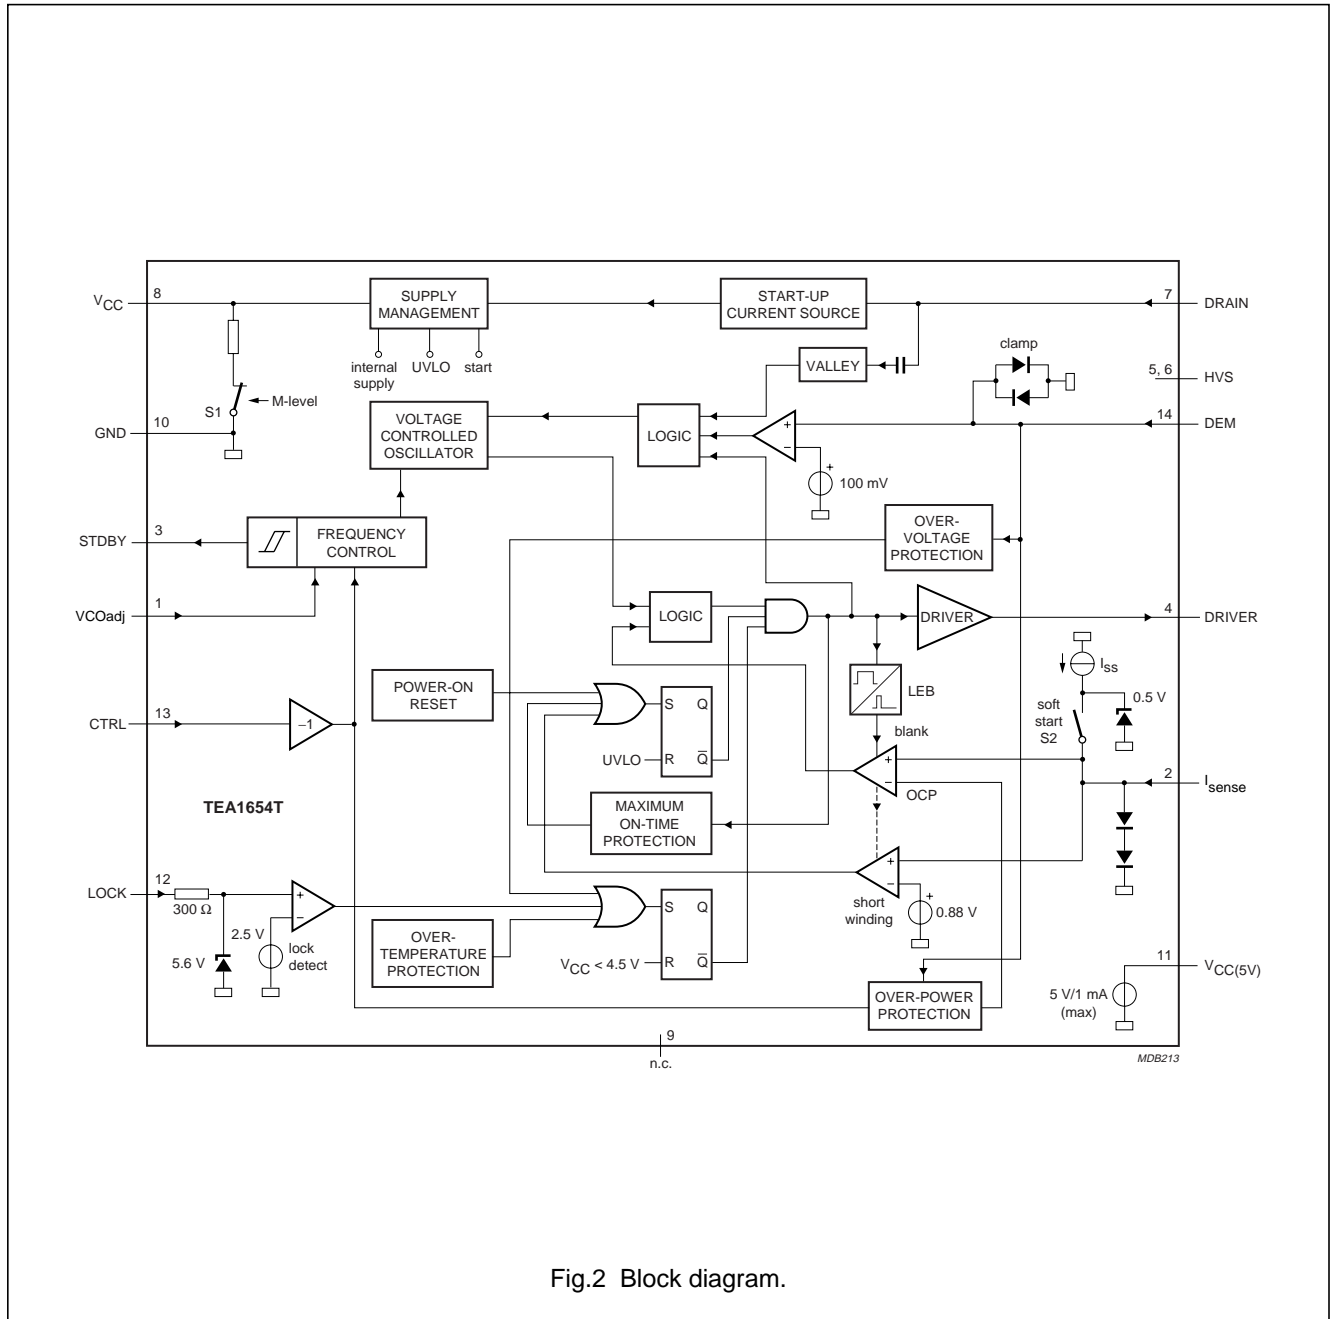 VCC
8
SUPPLY
MANAGEMENT
START-UP
CURRENT SOURCE
7
DRAIN
internal
supply
UVLO
start
VALLEY
clamp
5, 6
HVS
S1
M-level
GND
10
VOLTAGE
CONTROLLED
OSCILLATOR
LOGIC
+
−
14
DEM
+
100 mV
STDBY
3
FREQUENCY
CONTROL
OVER-
VOLTAGE
PROTECTION
VCOadj
1
LOGIC
DRIVER
4
DRIVER
Iss
POWER-ON
RESET
S
Q
LEB
soft
start
S2
0.5 V
CTRL
13
−1
blank
UVLO
R
Q̅
+
−
OCP
2
Isense
TEA1654T
MAXIMUM
ON-TIME
PROTECTION
+
−
LOCK
12
300 Ω
+
−
S
Q
short
winding
+
0.88 V
5.6 V
2.5 V
lock
detect
OVER-
TEMPERATURE
PROTECTION
VCC < 4.5 V
R
Q̅
11
VCC(5V)
OVER-POWER
PROTECTION
5 V/1 mA
(max)
9
n.c.
MDB213
Fig.2 Block diagram.